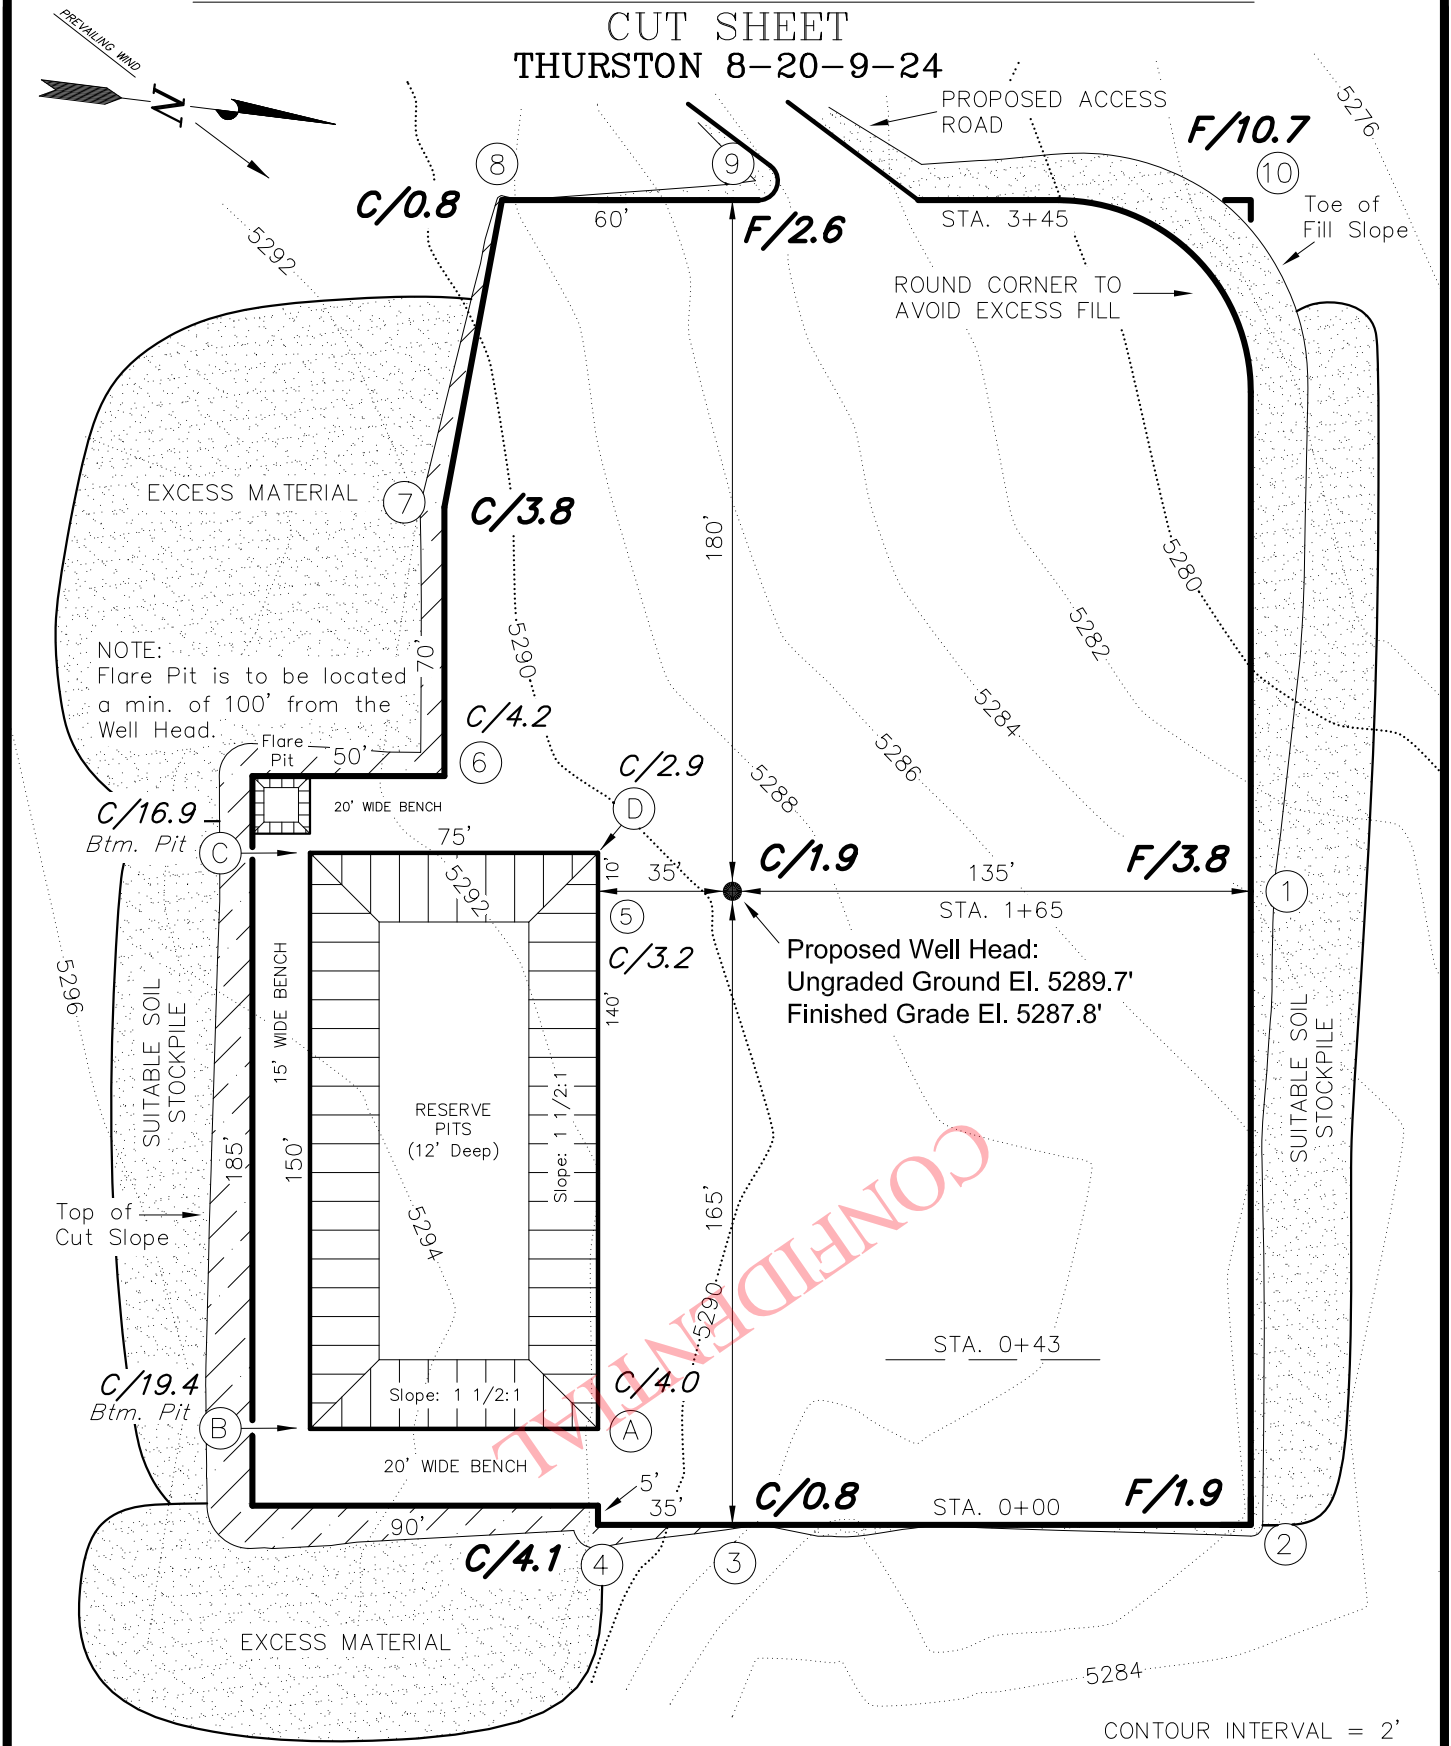 CUT SHEET
THURSTON 8-20-9-24
PREVAILING WIND
N
PROPOSED ACCESS
ROAD
5276
F/10.7
8
9
10
C/0.8
60'
F/2.6
STA. 3+45
Toe of
Fill Slope
5292
ROUND CORNER TO
AVOID EXCESS FILL
EXCESS MATERIAL
7
C/3.8
180'
5280
NOTE:
Flare Pit is to be located
a min. of 100' from the
Well Head.
70'
5290
5282
5284
C/4.2
6
Flare
Pit
50'
5286
5288
C/2.9
D
C/16.9
Btm. Pit
C
20' WIDE BENCH
75'
5292
10'
35'
C/1.9
135'
F/3.8
1
5
STA. 1+65
C/3.2
Proposed Well Head:
Ungraded Ground El. 5289.7'
Finished Grade El. 5287.8'
5296
15' WIDE BENCH
140'
SUITABLE SOIL
STOCKPILE
SUITABLE SOIL
STOCKPILE
RESERVE
PITS
(12' Deep)
Slope: 1 1/2:1
185'
150'
165'
CONFIDENTIAL
Top of
Cut Slope
5294
5290
STA. 0+43
C/19.4
Btm. Pit
B
Slope: 1 1/2:1
C/4.0
A
20' WIDE BENCH
5'
35'
C/0.8
STA. 0+00
F/1.9
90'
C/4.1
4
3
2
EXCESS MATERIAL
5284
CONTOUR INTERVAL = 2'